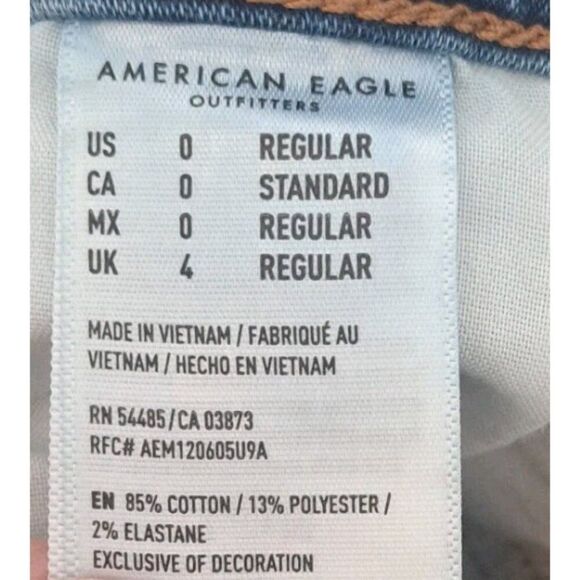 AMERICAN EAGLE
OUTFITTERS
US 0 REGULAR
CA 0 STANDARD
MX 0 REGULAR
UK 4 REGULAR
MADE IN VIETNAM / FABRIQUÉ AU
VIETNAM / HECHO EN VIETNAM
RN 54485/CA 03873
RFC# AEM120605U9A
EN 85% COTTON / 13% POLYESTER /
2% ELASTANE
EXCLUSIVE OF DECORATION